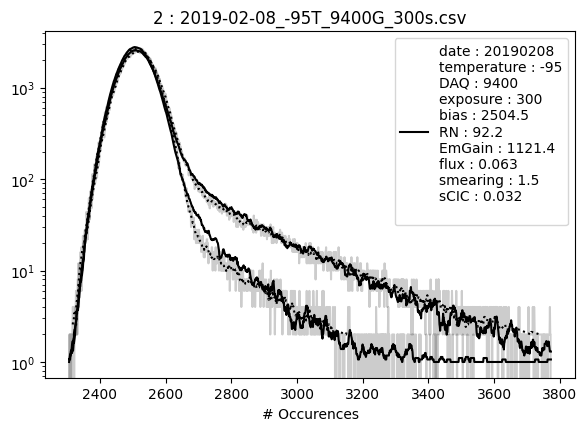 2 : 2019-02-08_-95T_9400G_300s.csv
date : 20190208
temperature : -95
DAQ : 9400
exposure : 300
bias : 2504.5
RN : 92.2
EmGain : 1121.4
flux : 0.063
smearing : 1.5
sCIC : 0.032
10³
10²
10¹
10⁰
2400 2600 2800 3000 3200 3400 3600 3800
# Occurences